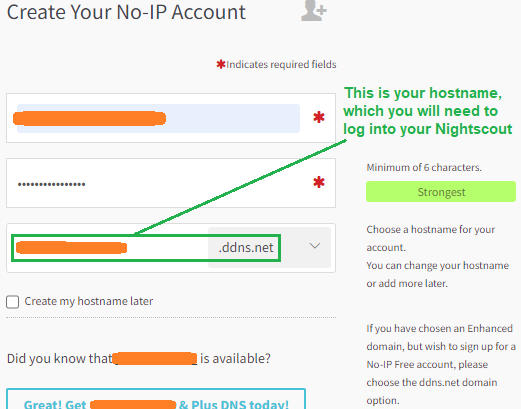 Create Your No-IP Account
*Indicates required fields
This is your hostname,
which you will need to
log into your Nightscout
*
Minimum of 6 characters.
•••••••••••••••• *
Strongest
.ddns.net
Choose a hostname for your
account.
You can change your hostname
or add more later.
Create my hostname later
If you have chosen an Enhanced
domain, but wish to sign up for a
No-IP Free account, please
choose the ddns.net domain
option.
Did you know that is available?
Great! Get & Plus DNS today!